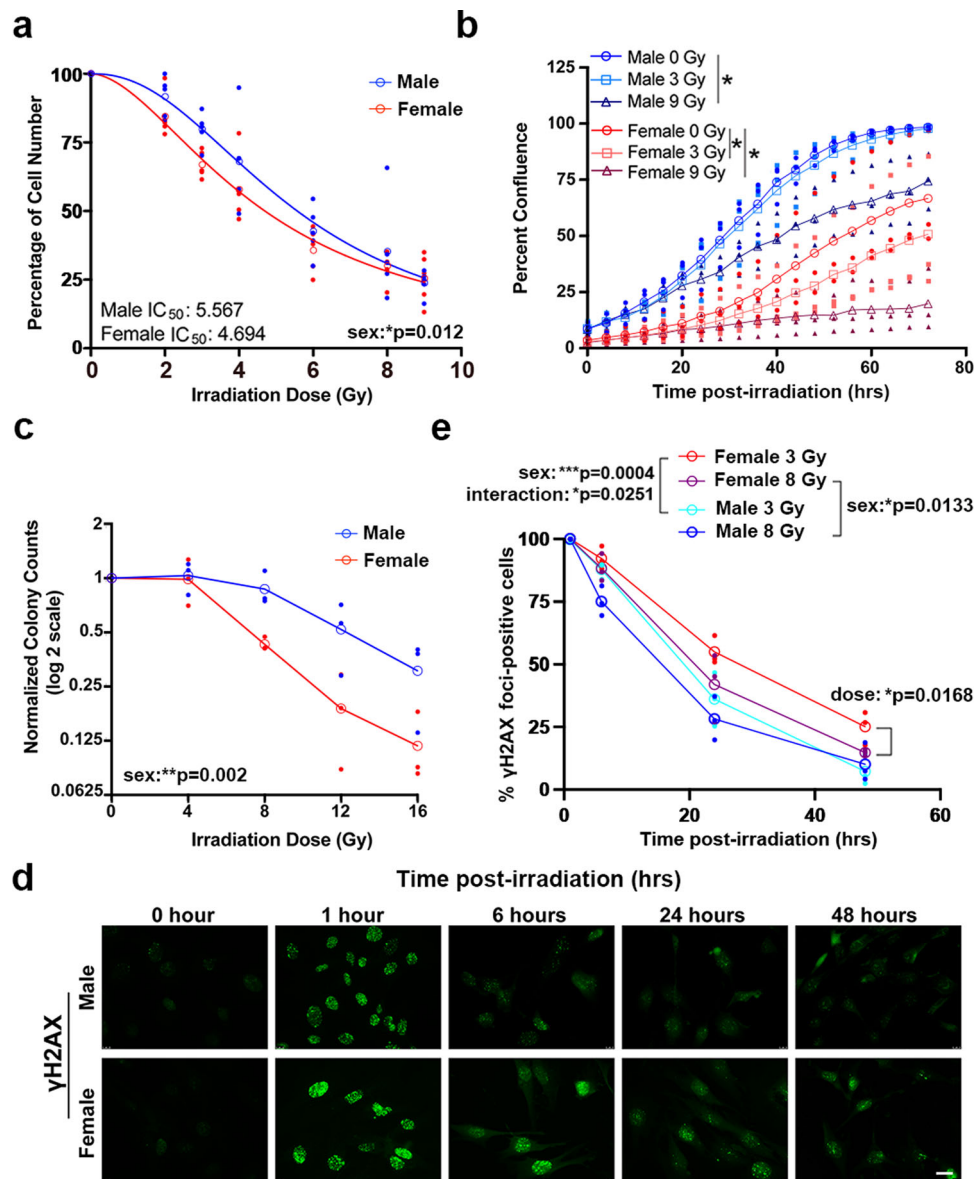 a
100
75
50
25
0
Percentage of Cell Number
Male
Female
Male IC50: 5.567
Female IC50: 4.694
sex:*p=0.012
0 2 4 6 8 10
Irradiation Dose (Gy)
b
125
100
75
50
25
0
Percent Confluence
Male 0 Gy
Male 3 Gy
Male 9 Gy
*
Female 0 Gy
Female 3 Gy
Female 9 Gy
* *
0 20 40 60 80
Time post-irradiation (hrs)
c
2
1
0.5
0.25
0.125
0.0625
Normalized Colony Counts
(log 2 scale)
Male
Female
sex:**p=0.002
0 4 8 12 16
Irradiation Dose (Gy)
e
Female 3 Gy
Female 8 Gy
Male 3 Gy
Male 8 Gy
sex:***p=0.0004
interaction:*p=0.0251
sex:*p=0.0133
100
75
50
25
0
% γH2AX foci-positive cells
dose: *p=0.0168
0 20 40 60
Time post-irradiation (hrs)
d
Time post-irradiation (hrs)
0 hour 1 hour 6 hours 24 hours 48 hours
γH2AX
Male
Female